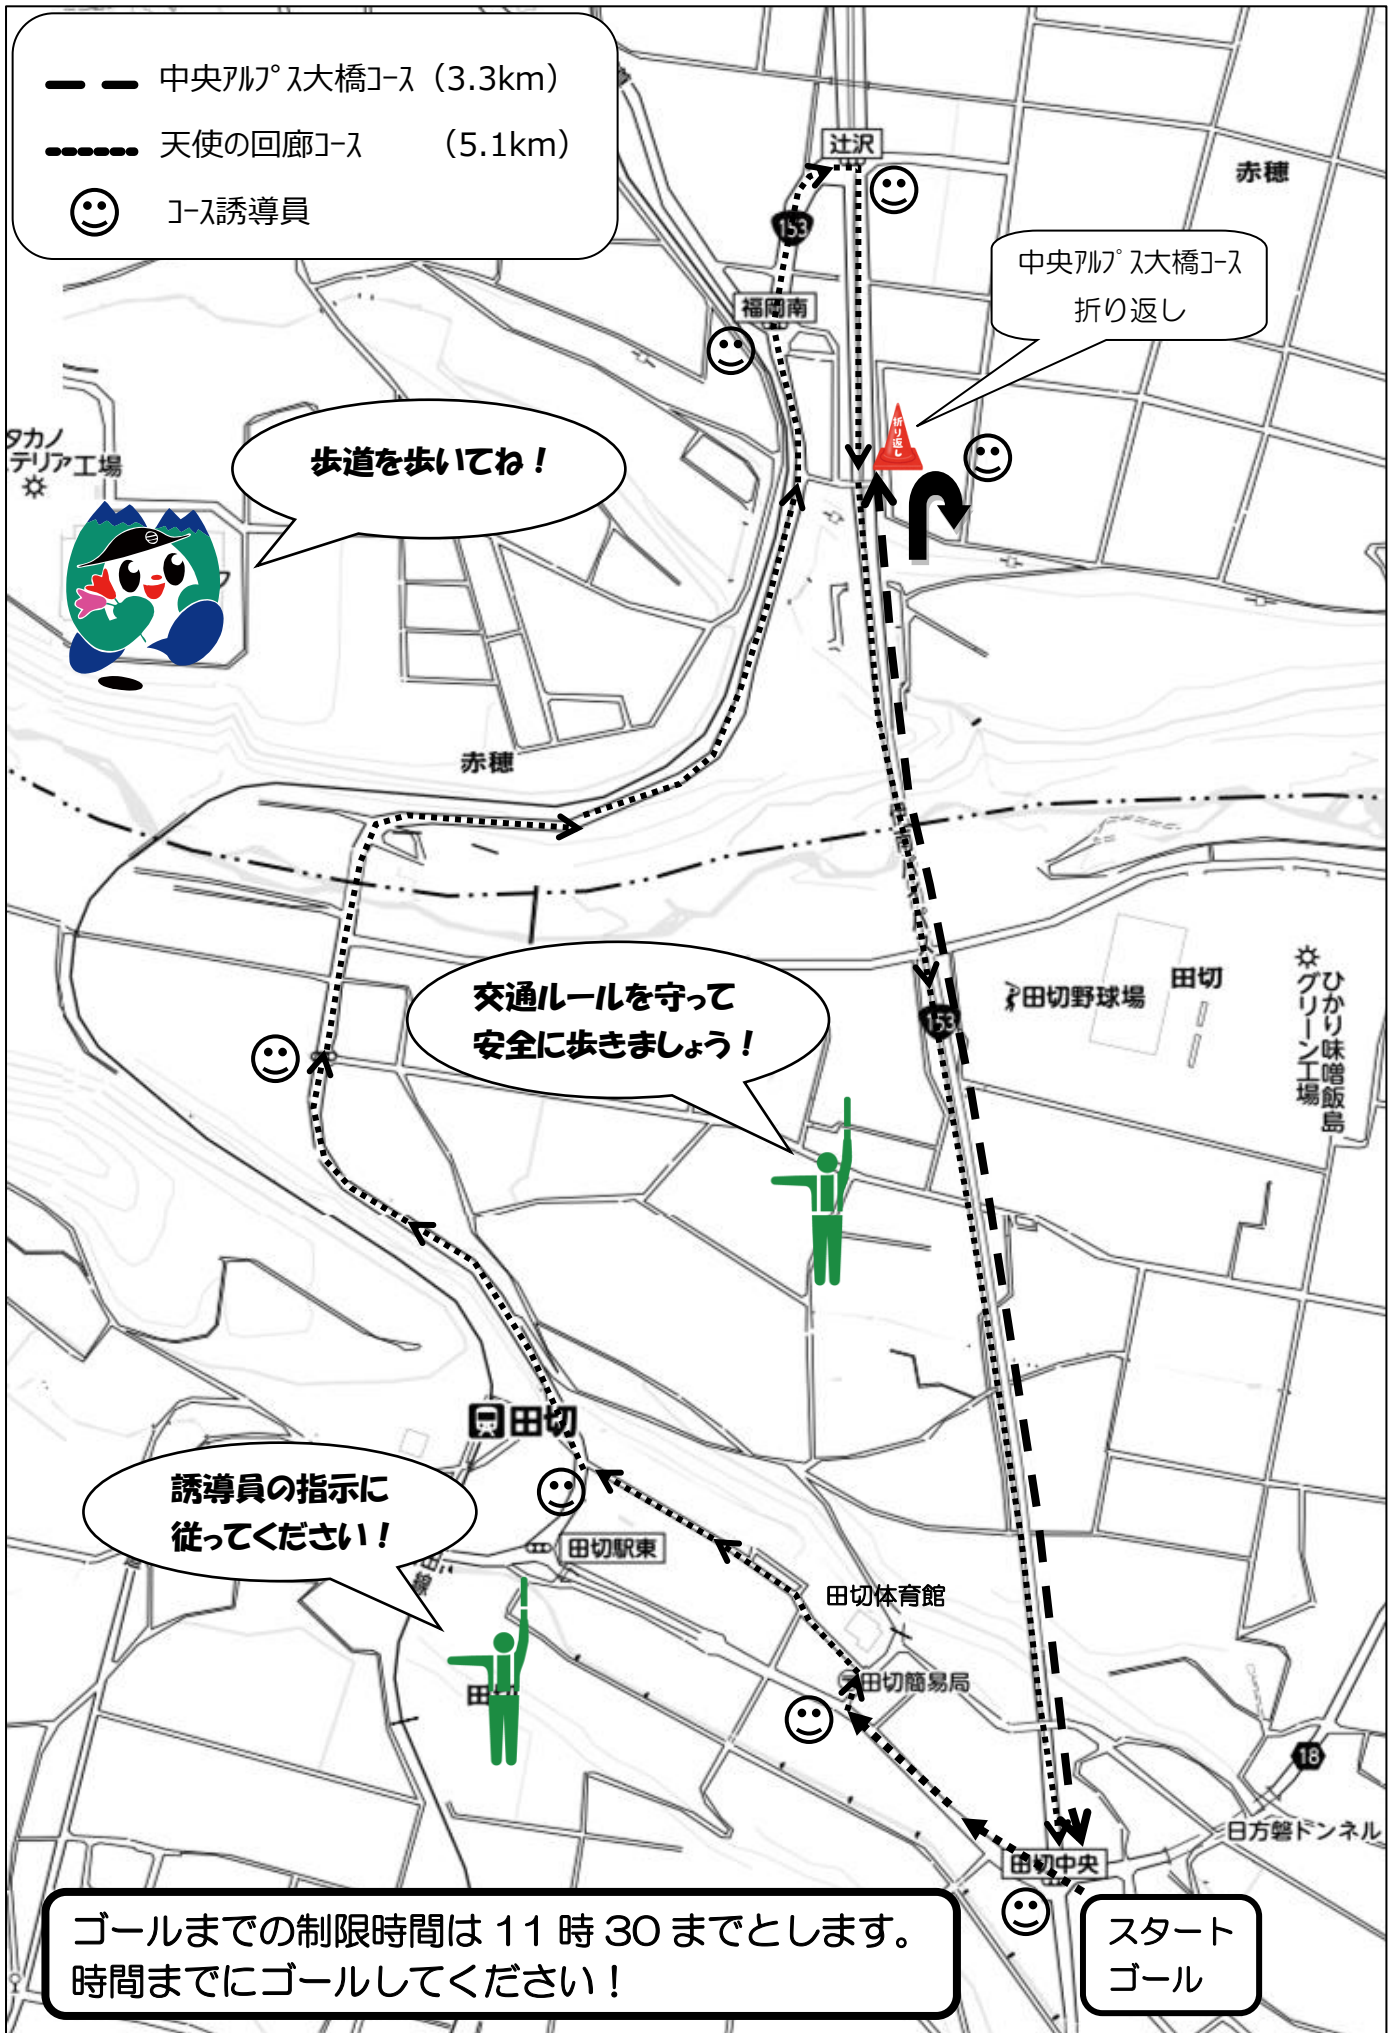 中央ｱﾙﾌﾟｽ大橋ｺｰｽ（3.3km）
天使の回廊ｺｰｽ （5.1km）
ｺｰｽ誘導員
辻沢
赤穂
153
中央ｱﾙﾌﾟｽ大橋ｺｰｽ
折り返し
福岡南
折り返し
タカノ
テリア工場
歩道を歩いてね！
赤穂
交通ルールを守って
安全に歩きましょう！
153
田切野球場
田切
ひかり味噌飯島
グリーン工場
田切
誘導員の指示に
従ってください！
田切駅東
線
田切体育館
田切簡易局
田切
18
日方磐トンネル
田切中央
スタート
ゴール
ゴールまでの制限時間は 11 時 30 までとします。
時間までにゴールしてください！